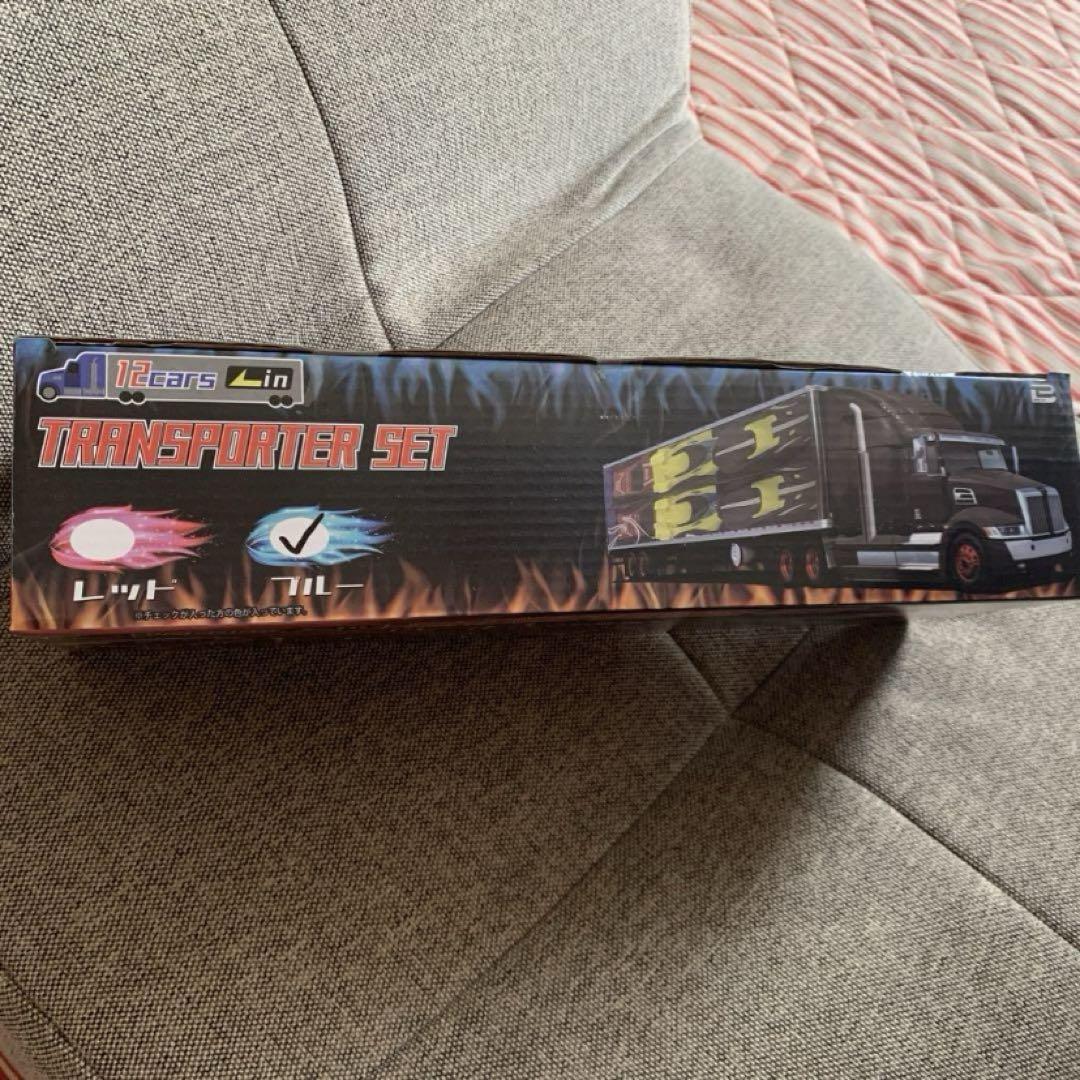 12cars in
TRANSPORTER SET
レッド
ブルー
※チェックが入った方の色が入っています。